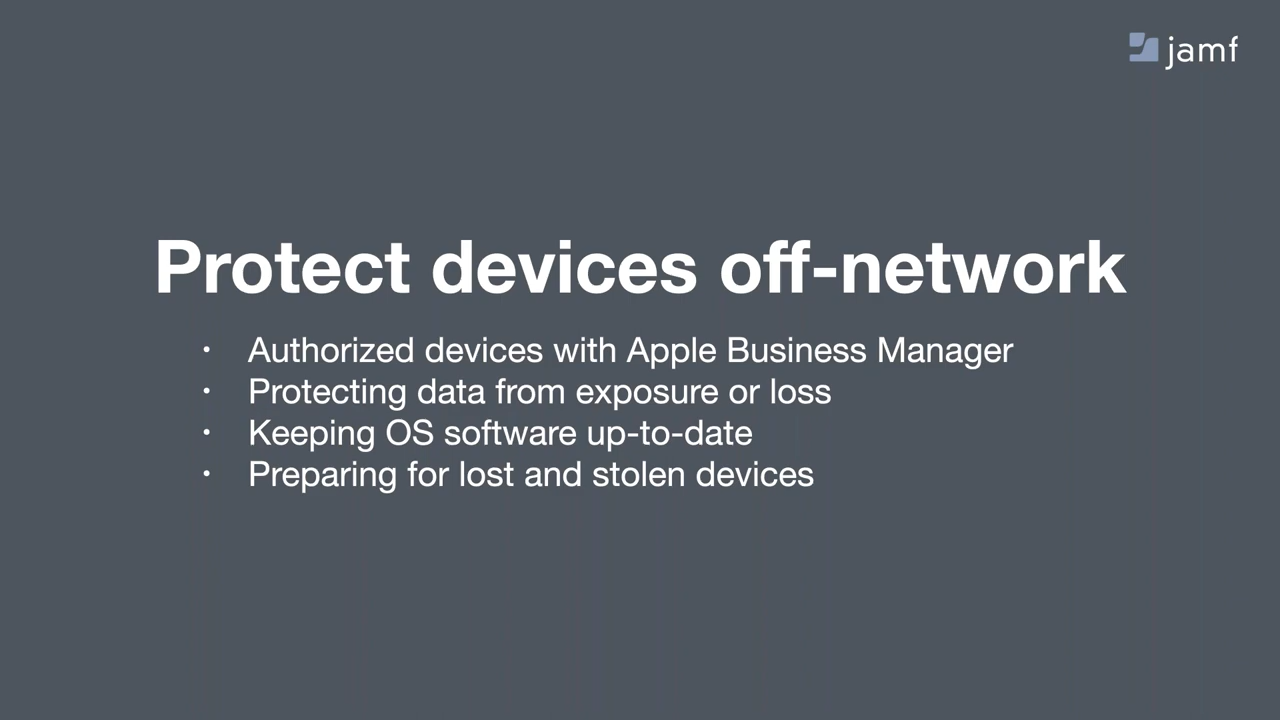 jamf
Protect devices off-network
· Authorized devices with Apple Business Manager
· Protecting data from exposure or loss
· Keeping OS software up-to-date
· Preparing for lost and stolen devices